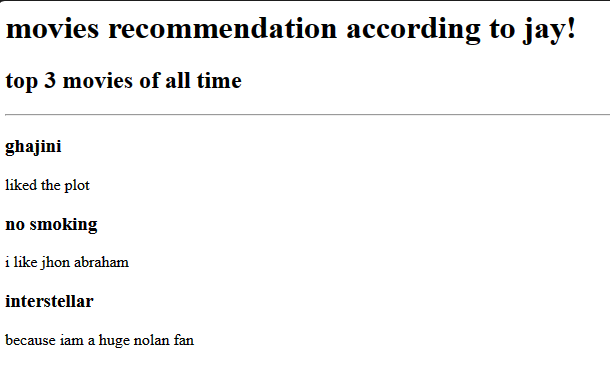 movies recommendation according to jay!
top 3 movies of all time
ghajini
liked the plot
no smoking
i like jhon abraham
interstellar
because iam a huge nolan fan